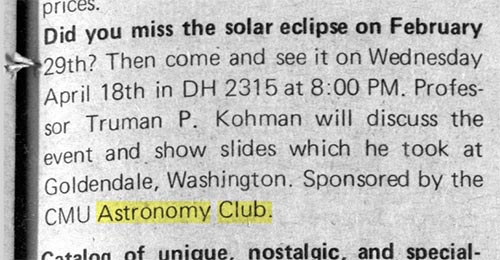 prices.
Did you miss the solar eclipse on February
29th? Then come and see it on Wednesday
April 18th in DH 2315 at 8:00 PM. Profes-
sor Truman P. Kohman will discuss the
event and show slides which he took at
Goldendale, Washington. Sponsored by the
CMU Astronomy Club.
Catalog of unique, nostalgic, and special-